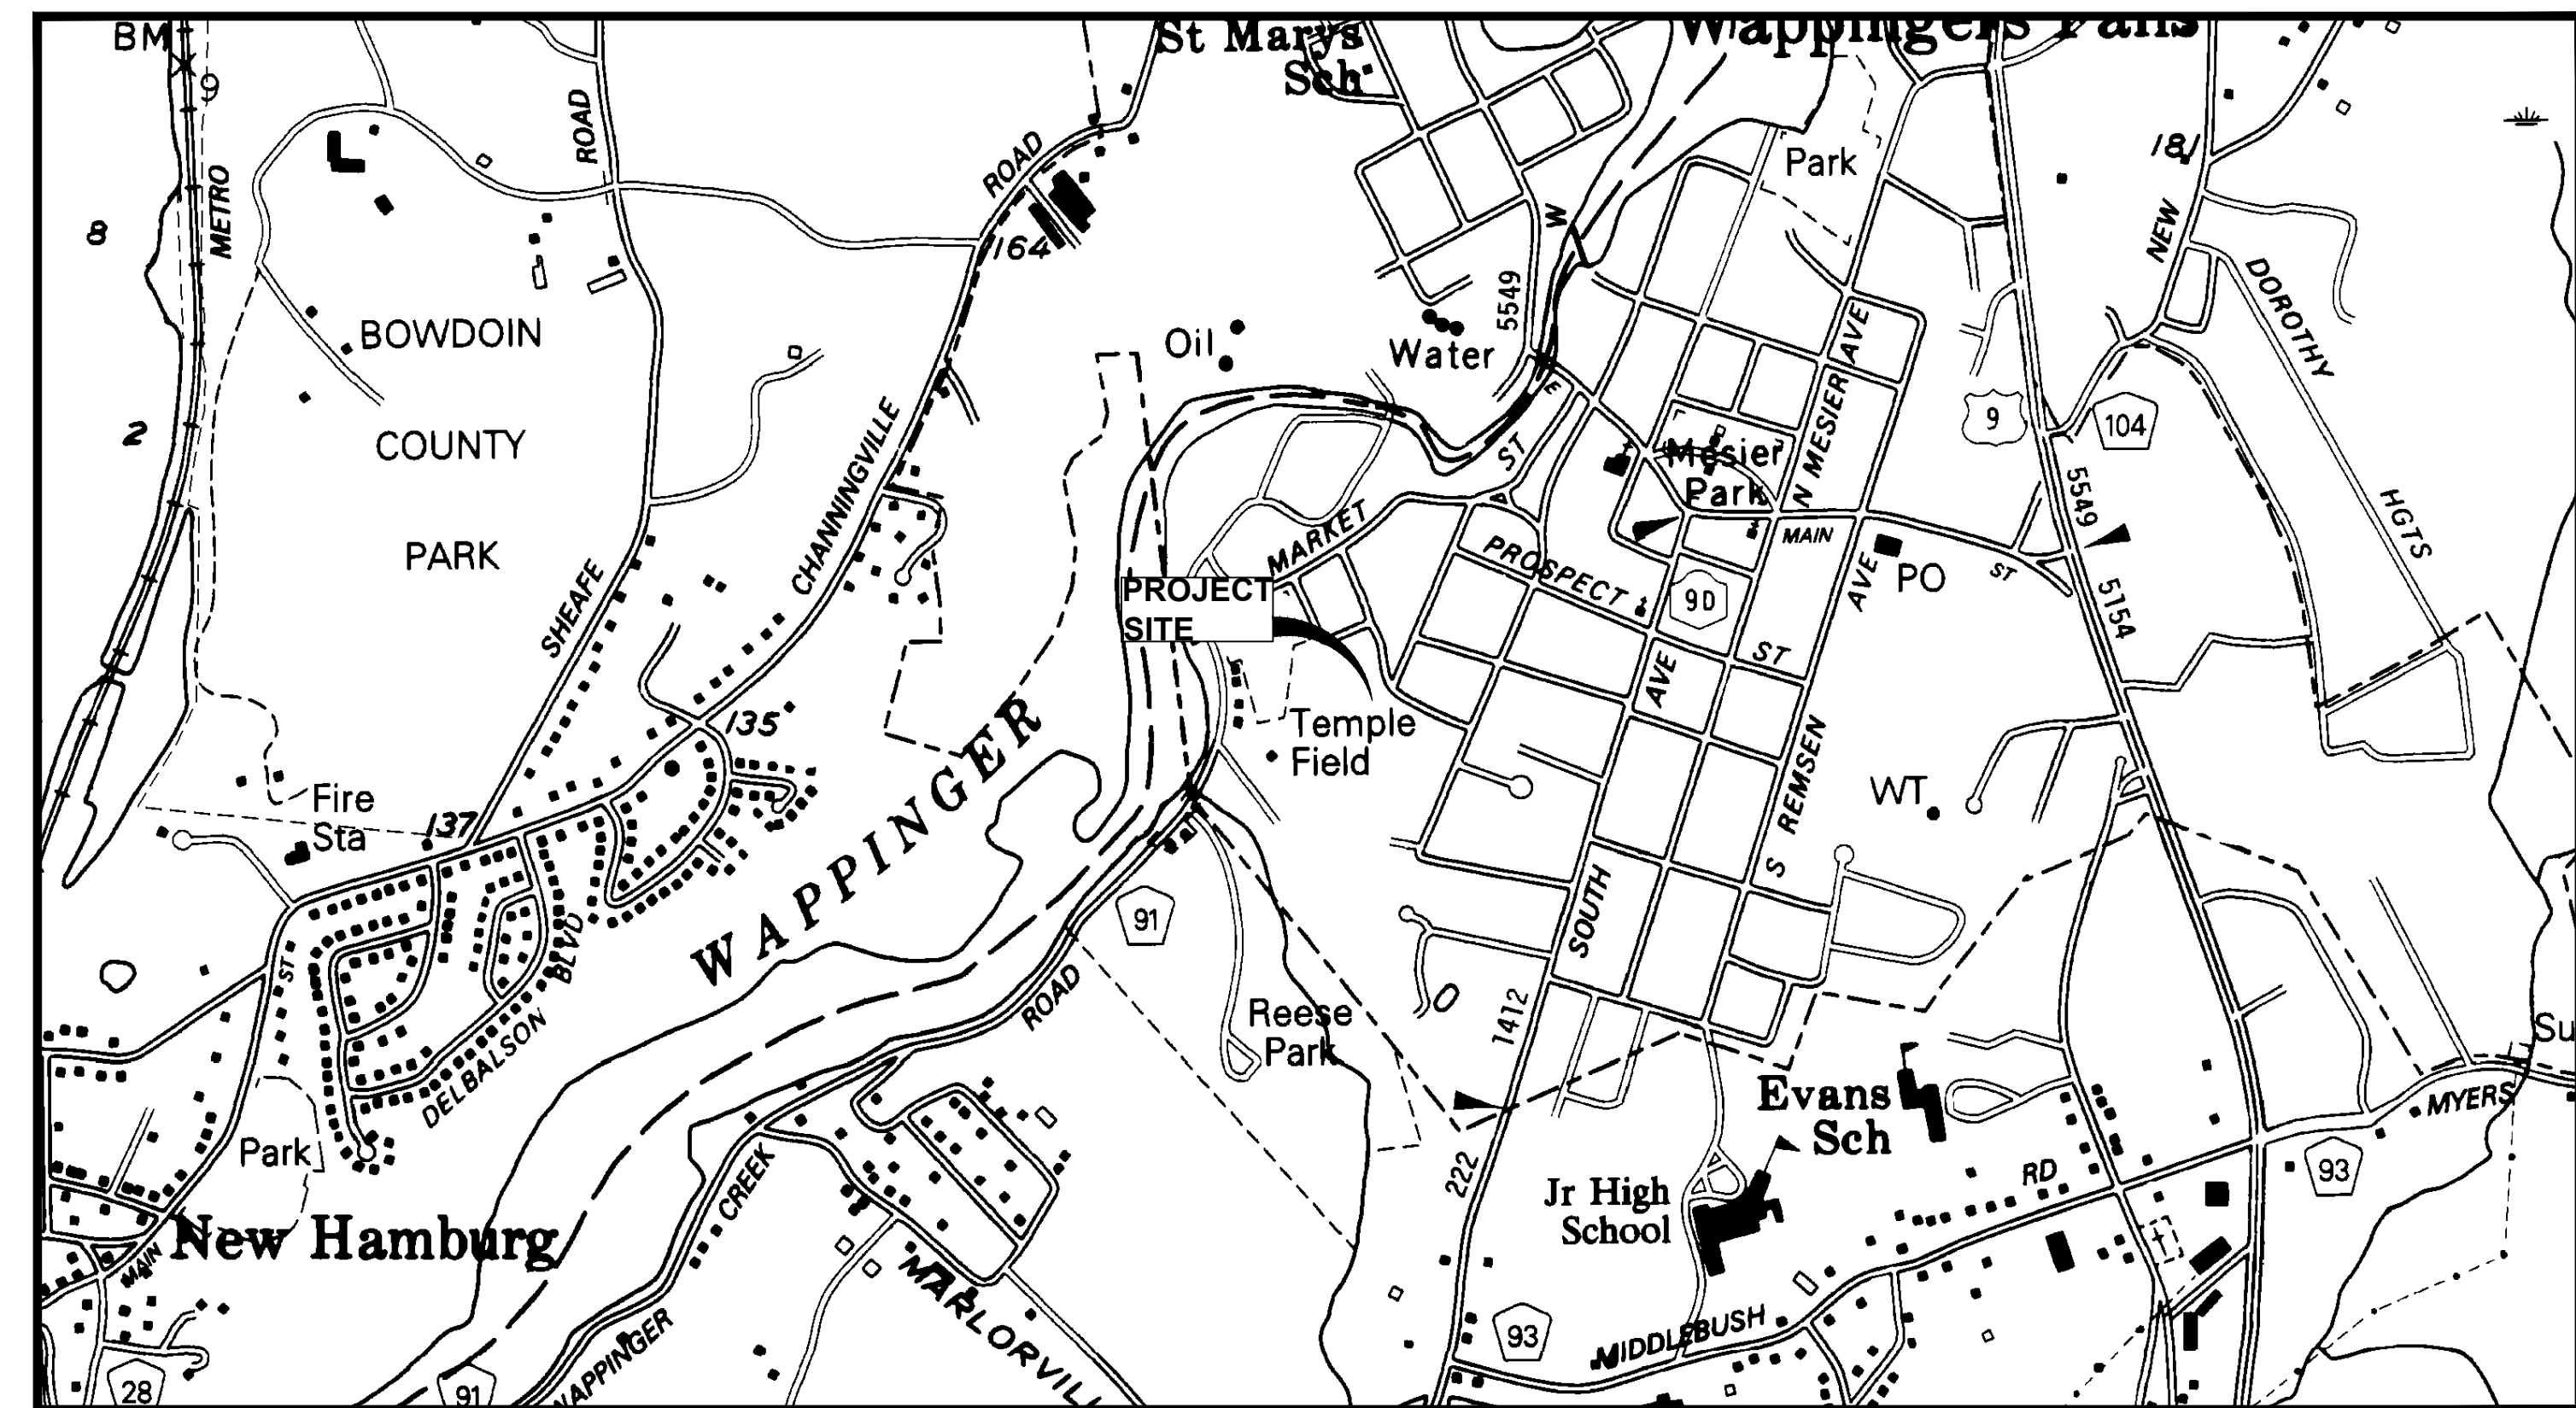 BM
9
METRO
8
2
BOWDOIN
COUNTY
PARK
ROAD
SHEAFE
ROAD
164
CHANNINGVILLE
St Marys
Sch
Wappingers Falls
Park
W
5549
Oil
Water
E
ST
MARKET
Mesier
Park
N MESIER AVE
MAIN
ST
PROSPECT
ST
9D
AVE
PO
9
104
181
NEW
DOROTHY
HGTS
5549
5154
PROJECT
SITE
Temple
Field
135
137
Fire
Sta
WAPPINGER
AVE
SOUTH
S REMSEN
WT
91
ROAD
ST
DELBALSON BLVD
Park
New Hamburg
MAIN
28
91
WAPPINGER
CREEK
MARLORVILL
Reese
Park
1412
222
Evans
Sch
Jr High
School
RD
MYERS
93
93
MIDDLEBUSH
Su